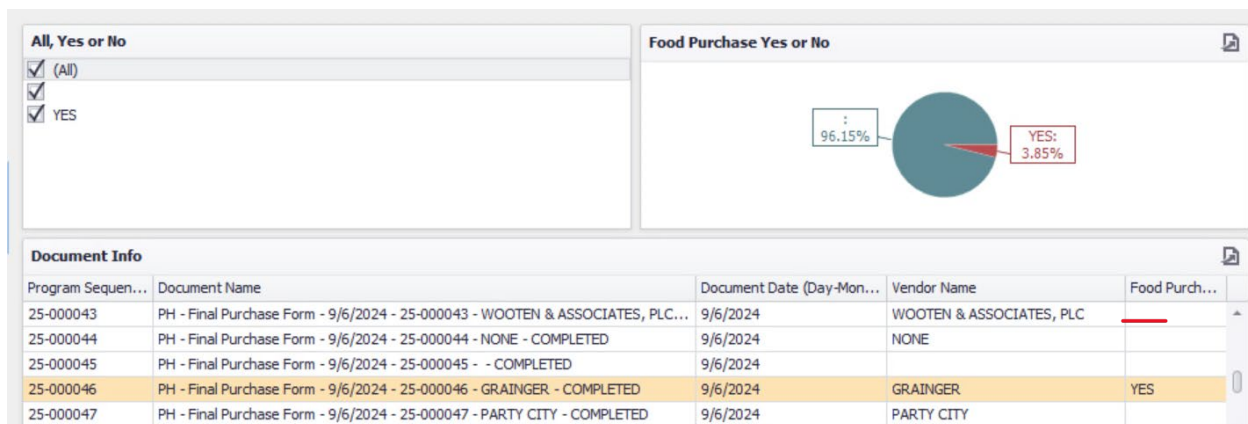 All, Yes or No
(All)
YES
Food Purchase Yes or No
:
96.15%
YES:
3.85%
Document Info
Program Sequen... Document Name Document Date (Day-Mon... Vendor Name Food Purch...
25-000043 PH - Final Purchase Form - 9/6/2024 - 25-000043 - WOOTEN & ASSOCIATES, PLC... 9/6/2024 WOOTEN & ASSOCIATES, PLC
25-000044 PH - Final Purchase Form - 9/6/2024 - 25-000044 - NONE - COMPLETED 9/6/2024 NONE
25-000045 PH - Final Purchase Form - 9/6/2024 - 25-000045 - - COMPLETED 9/6/2024
25-000046 PH - Final Purchase Form - 9/6/2024 - 25-000046 - GRAINGER - COMPLETED 9/6/2024 GRAINGER YES
25-000047 PH - Final Purchase Form - 9/6/2024 - 25-000047 - PARTY CITY - COMPLETED 9/6/2024 PARTY CITY